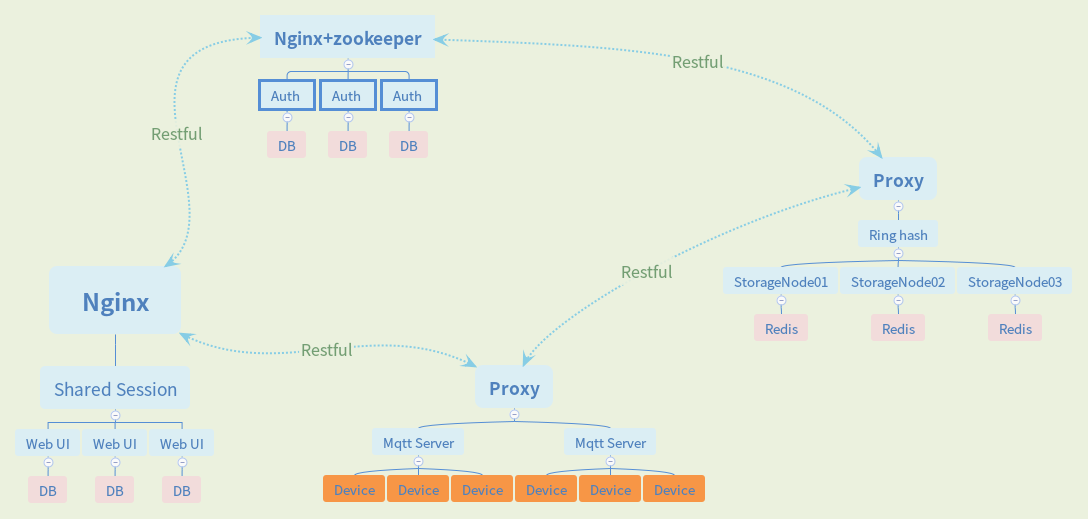 Nginx+zookeeper
Restful
Auth Auth Auth
Restful
DB DB DB
Proxy
Ring hash
Restful
StorageNode01 StorageNode02 StorageNode03
Nginx
Redis Redis Redis
Restful
Shared Session
Proxy
Web UI Web UI Web UI
Mqtt Server Mqtt Server
DB DB DB
Device Device Device Device Device Device